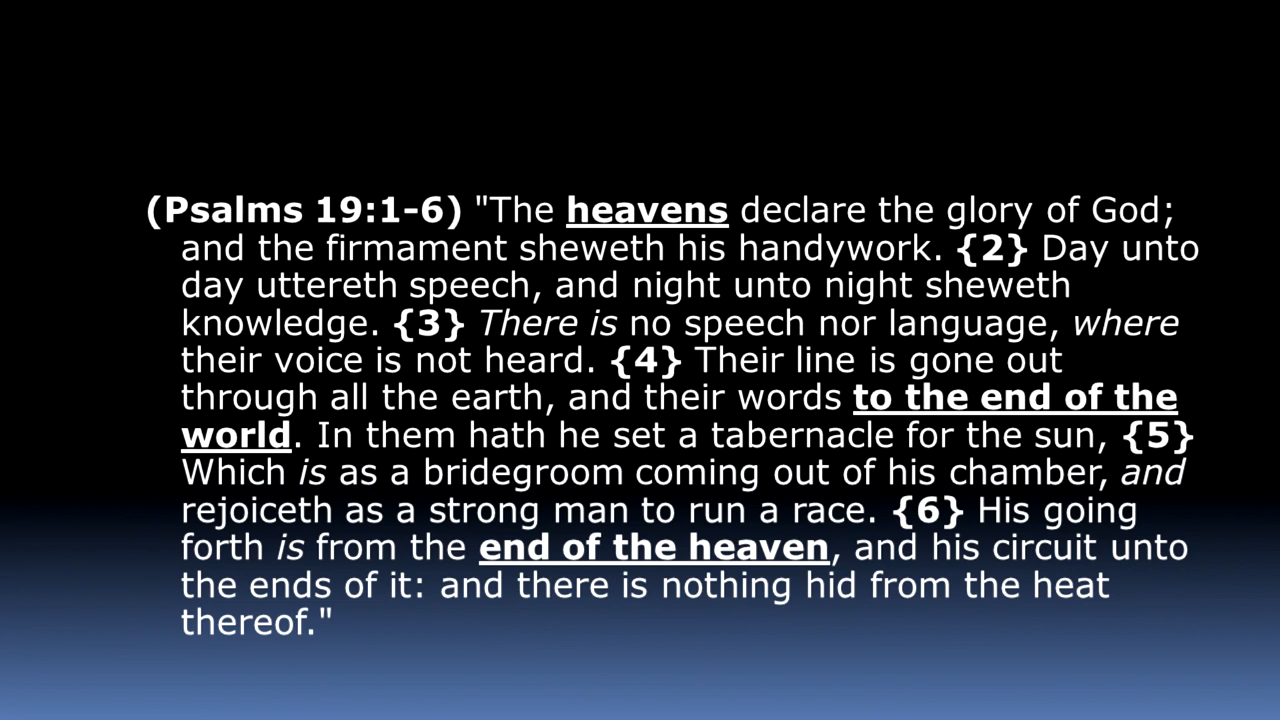 (Psalms 19:1-6) "The heavens declare the glory of God;
and the firmament sheweth his handywork. {2} Day unto
day uttereth speech, and night unto night sheweth
knowledge. {3} There is no speech nor language, where
their voice is not heard. {4} Their line is gone out
through all the earth, and their words to the end of the
world. In them hath he set a tabernacle for the sun, {5}
Which is as a bridegroom coming out of his chamber, and
rejoiceth as a strong man to run a race. {6} His going
forth is from the end of the heaven, and his circuit unto
the ends of it: and there is nothing hid from the heat
thereof."